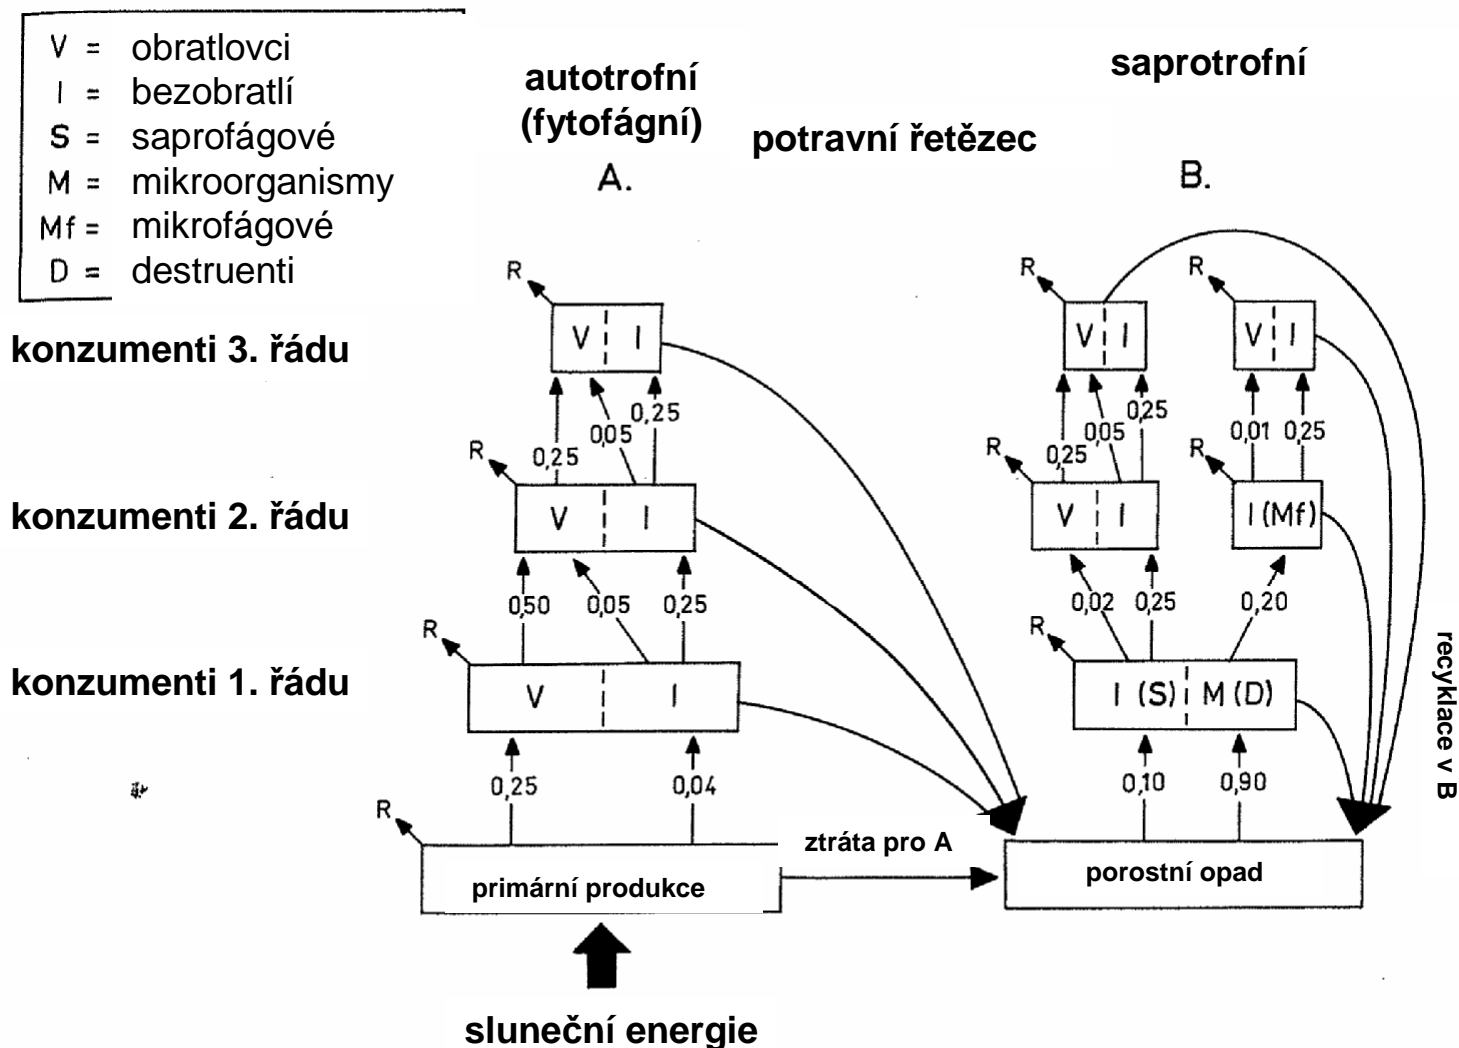 V = obratlovci
I = bezobratlí
S = saprofágové
M = mikroorganismy
Mf = mikrofágové
D = destruenti
autotrofní
(fytofágní)
saprotrofní
potravní řetězec
A.
B.
konzumenti 3. řádu
R
V I
R
V I
R
V I
0,25
0,05
0,25
0,25
0,05
0,25
0,01
0,25
konzumenti 2. řádu
R
V I
R
V I
R
I (Mf)
0,50
0,05
0,25
0,02
0,25
0,20
konzumenti 1. řádu
R
V I
R
I (S) M (D)
recyklace v B
0,25
0,04
0,10
0,90
R
primární produkce
ztráta pro A
porostní opad
sluneční energie